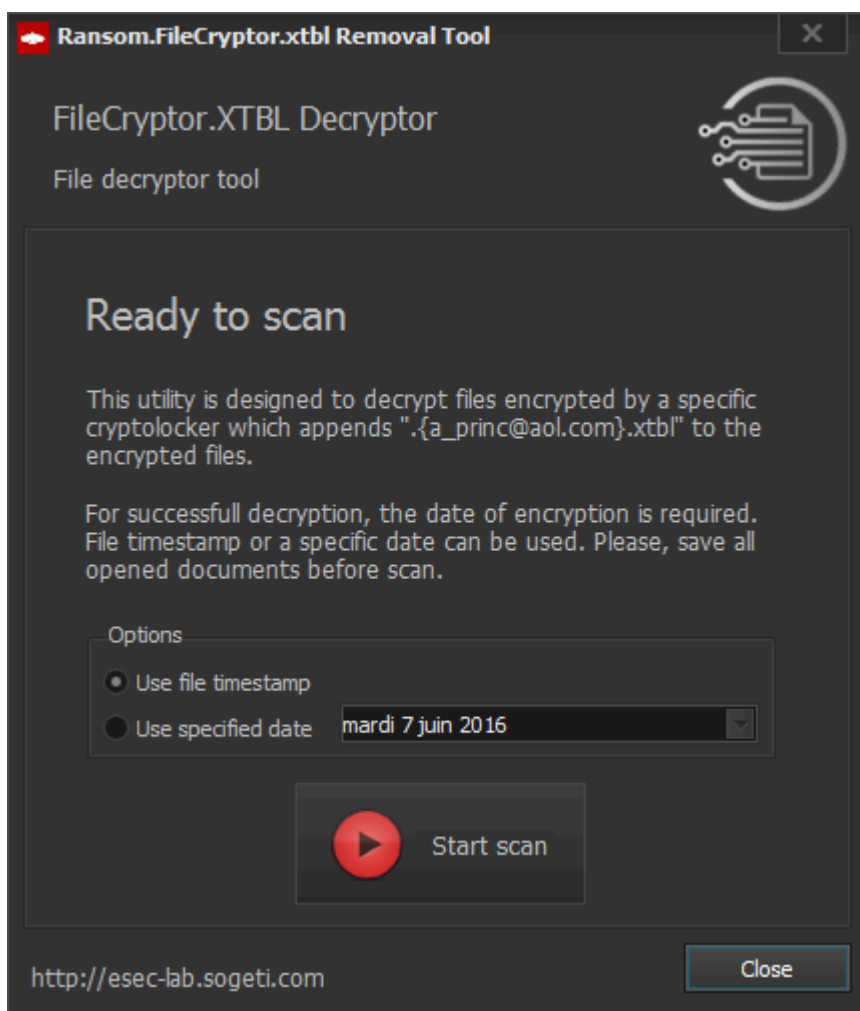 Ransom.FileCryptor.xtbl Removal Tool
FileCryptor.XTBL Decryptor
File decryptor tool
Ready to scan
This utility is designed to decrypt files encrypted by a specific
cryptolocker which appends ".{a_princ@aol.com}.xtbl" to the
encrypted files.
For successfull decryption, the date of encryption is required.
File timestamp or a specific date can be used. Please, save all
opened documents before scan.
Options
Use file timestamp
Use specified date
mardi 7 juin 2016
Start scan
http://esec-lab.sogeti.com
Close